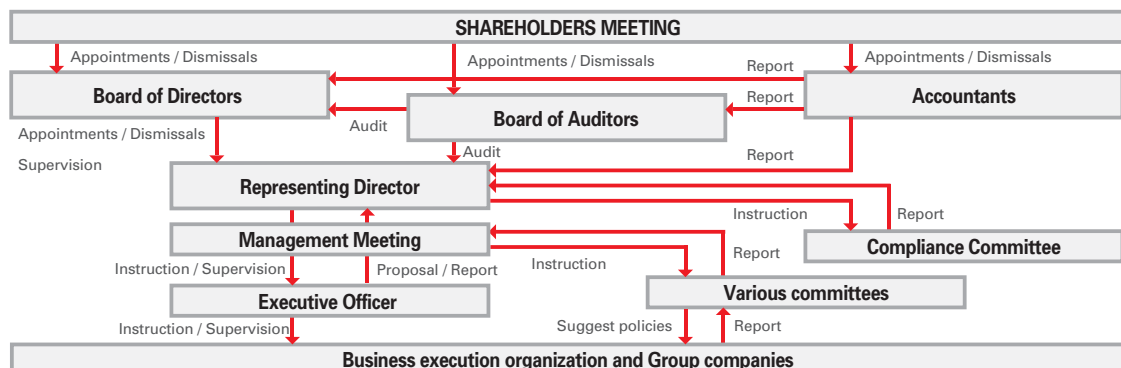 SHAREHOLDERS MEETING
Appointments / Dismissals
Appointments / Dismissals
Report
Appointments / Dismissals
Board of Directors
Report
Accountants
Audit
Board of Auditors
Appointments / Dismissals
Supervision
Audit
Report
Representing Director
Instruction
Report
Management Meeting
Compliance Committee
Instruction / Supervision
Proposal / Report
Instruction
Report
Executive Officer
Various committees
Instruction / Supervision
Suggest policies
Report
Business execution organization and Group companies